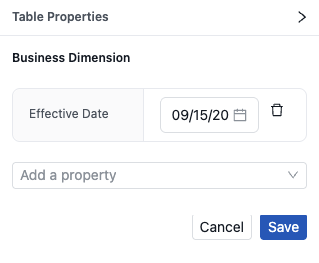 Table Properties
Business Dimension
Effective Date
09/15/20
Add a property
Cancel
Save